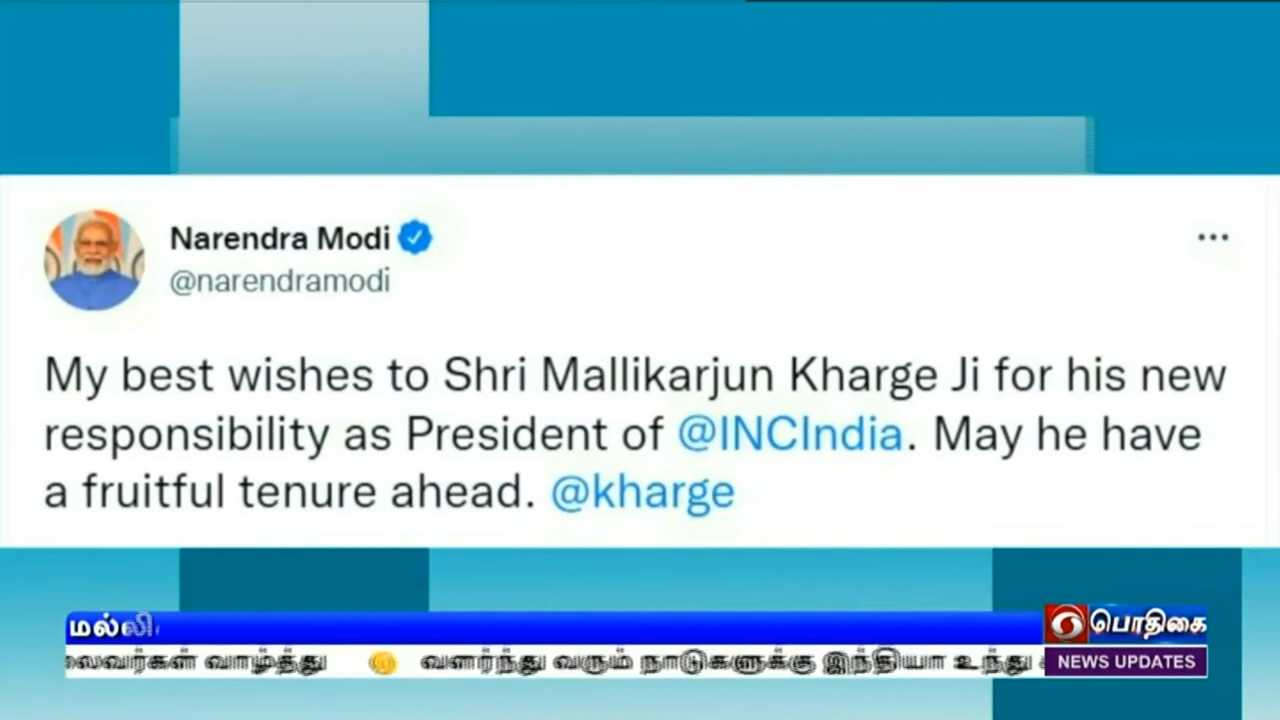 Narendra Modi
@narendramodi
My best wishes to Shri Mallikarjun Kharge Ji for his new
responsibility as President of @INCIndia. May he have
a fruitful tenure ahead. @kharge
மல்லி
பொதிகை
வாழ்த்து வளர்ந்து வரும் நாடுகளுக்கு இந்தியா உந்து
NEWS UPDATES